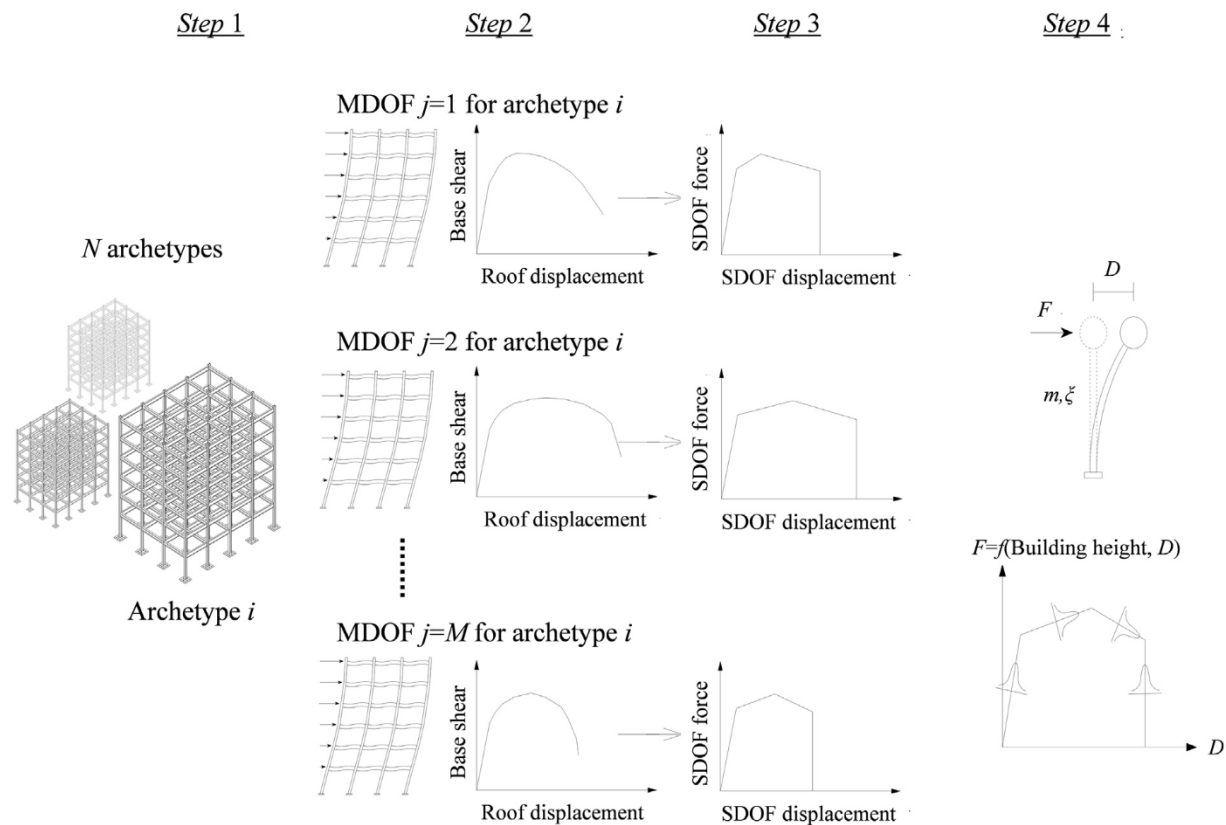 Step 1
Step 2
Step 3
Step 4
N archetypes
Archetype i
MDOF j=1 for archetype i
Base shear
Roof displacement
SDOF force
SDOF displacement
MDOF j=2 for archetype i
Base shear
Roof displacement
SDOF force
SDOF displacement
MDOF j=M for archetype i
Base shear
Roof displacement
SDOF force
SDOF displacement
D
F
m,ξ
F=f(Building height, D)
D